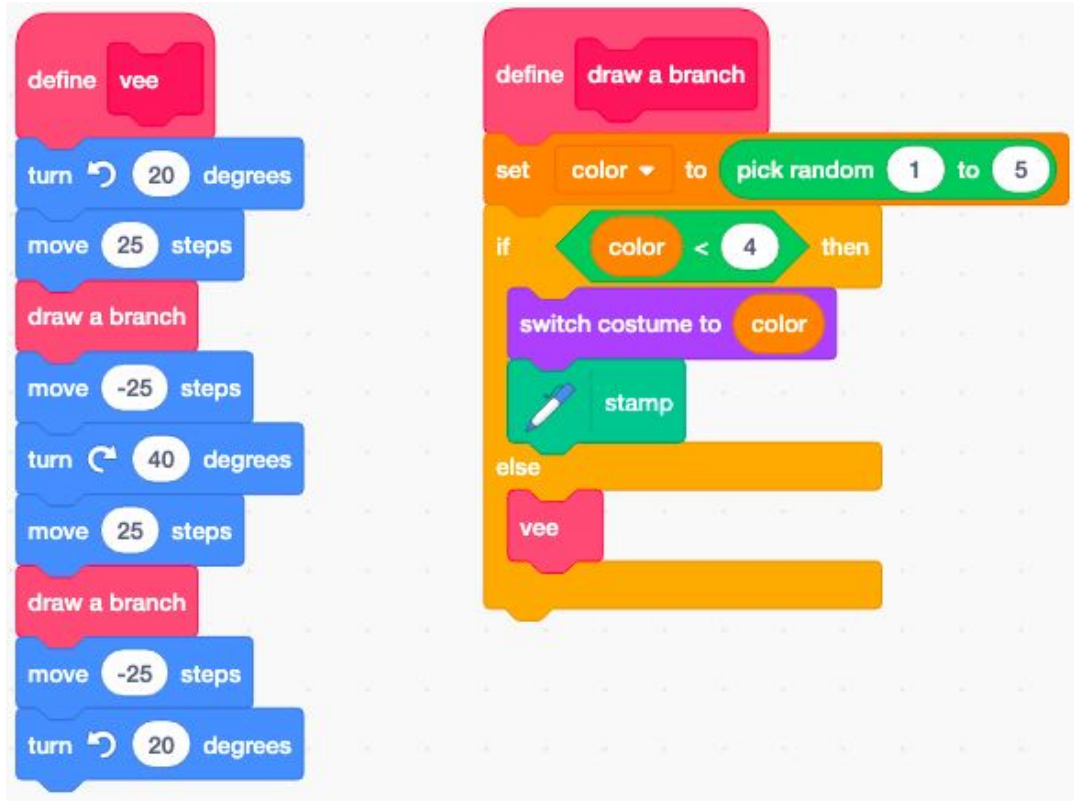 define vee
turn 20 degrees
move 25 steps
draw a branch
move -25 steps
turn 40 degrees
move 25 steps
draw a branch
move -25 steps
turn 20 degrees
define draw a branch
set color to pick random 1 to 5
if color < 4 then
switch costume to color
stamp
else
vee